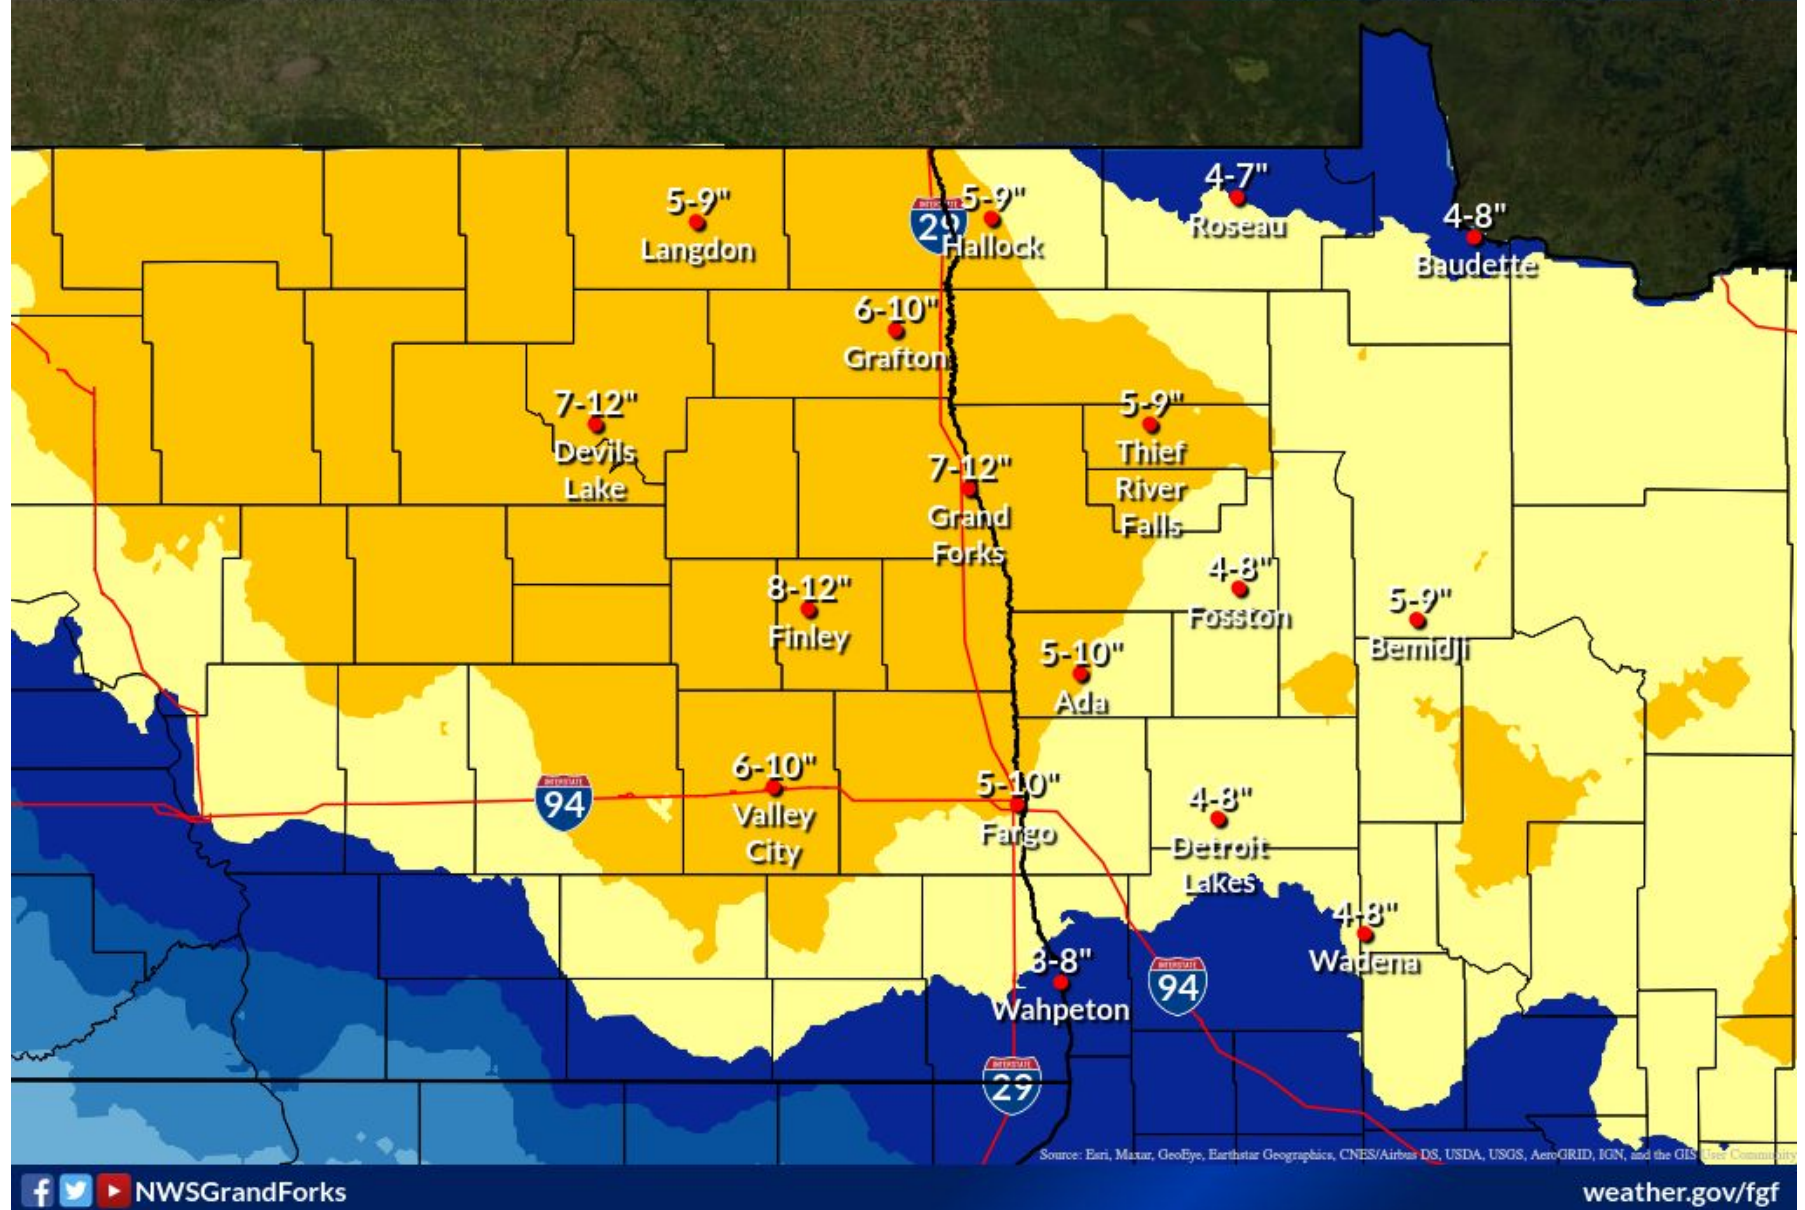 4-7"
Roseau
5-9"
Langdon
INTERSTATE
29
5-9"
Hallock
4-8"
Baudette
6-10"
Grafton
7-12"
Devils
Lake
5-9"
Thief
River
Falls
7-12"
Grand
Forks
8-12"
Finley
4-8"
Fosston
5-9"
Bemidji
5-10"
Ada
INTERSTATE
94
6-10"
Valley
City
5-10"
Fargo
4-8"
Detroit
Lakes
4-8"
Wadena
3-8"
Wahpeton
INTERSTATE
94
INTERSTATE
29
Source: Esri, Maxar, GeoEye, Earthstar Geographics, CNES/Airbus DS, USDA, USGS, AeroGRID, IGN, and the GIS User Community
NWSGrandForks
weather.gov/fgf